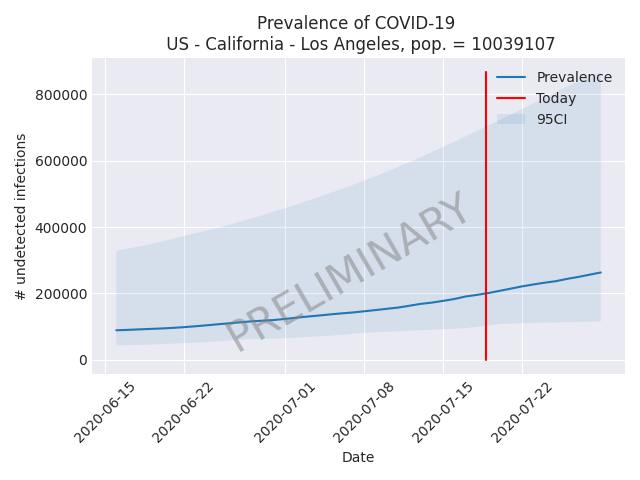 Prevalence of COVID-19
US - California - Los Angeles, pop. = 10039107
# undetected infections
800000
600000
400000
200000
0
Prevalence
Today
95CI
PRELIMINARY
2020-06-15
2020-06-22
2020-07-01
2020-07-08
2020-07-15
2020-07-22
Date